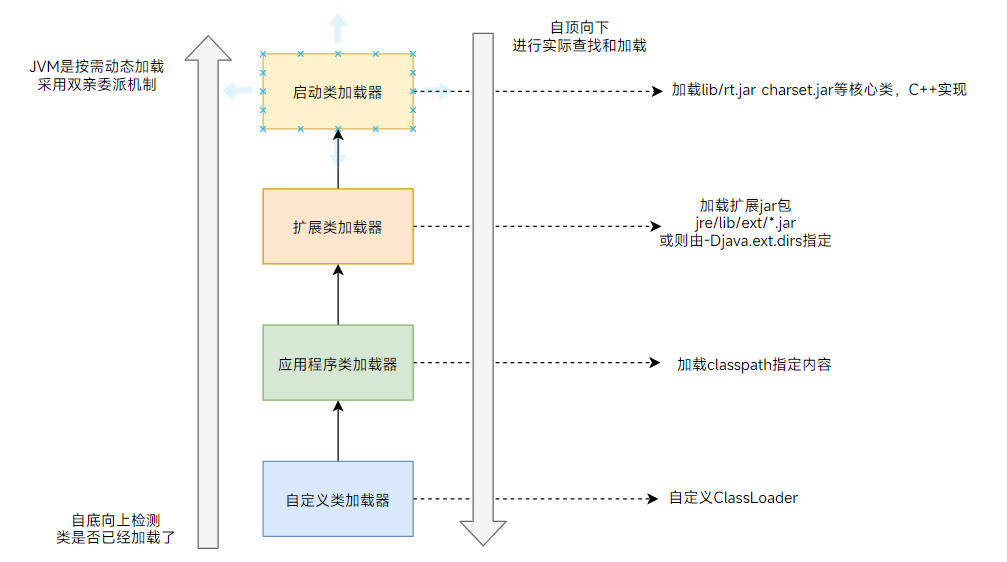 自顶向下
进行实际查找和加载
JVM是按需动态加载
采用双亲委派机制
启动类加载器
加载lib/rt.jar charset.jar等核心类，C++实现
扩展类加载器
加载扩展jar包
jre/lib/ext/*.jar
或则由-Djava.ext.dirs指定
应用程序类加载器
加载classpath指定内容
自定义类加载器
自定义ClassLoader
自底向上检测
类是否已经加载了